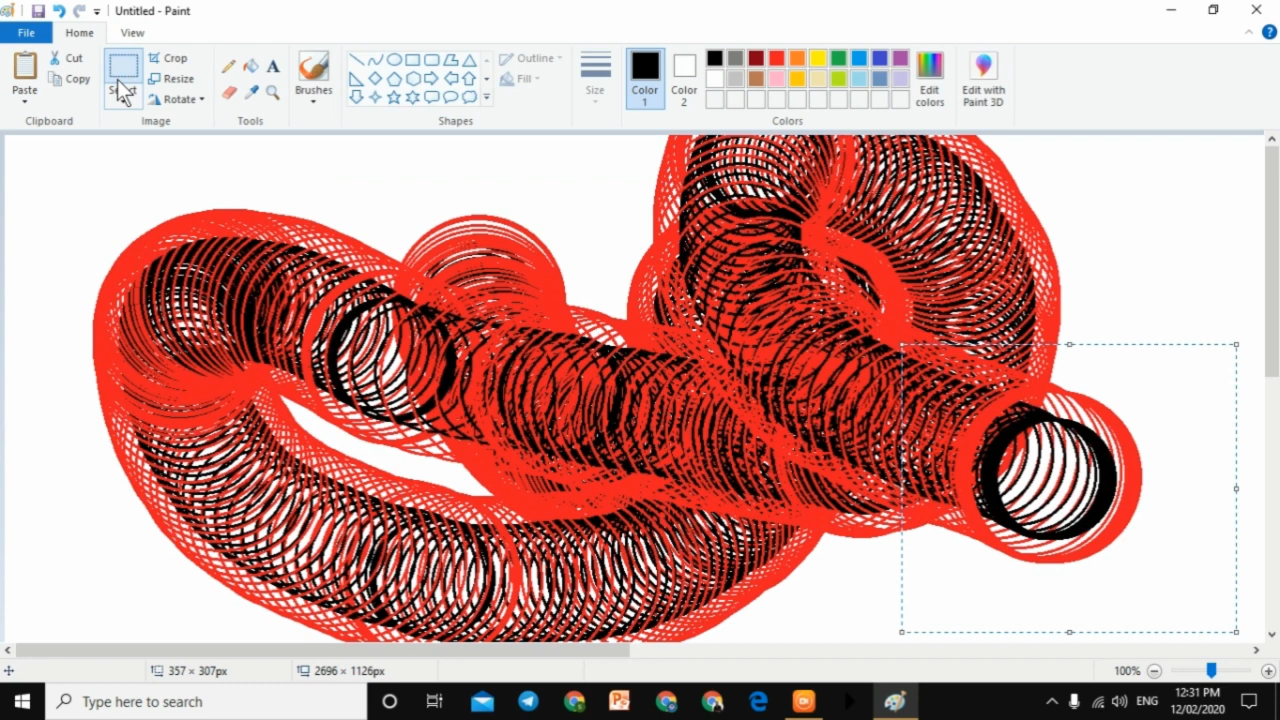 Untitled - Paint
File Home View
Cut
Crop
Outline
Copy
Resize
Fill
Paste
Rotate
Brushes
Size
Color
1
Color
2
Edit
colors
Edit with
Paint 3D
Clipboard
Image
Tools
Shapes
Colors
357 × 307px
2696 × 1126px
100%
Type here to search
ENG
12:31 PM
12/02/2020